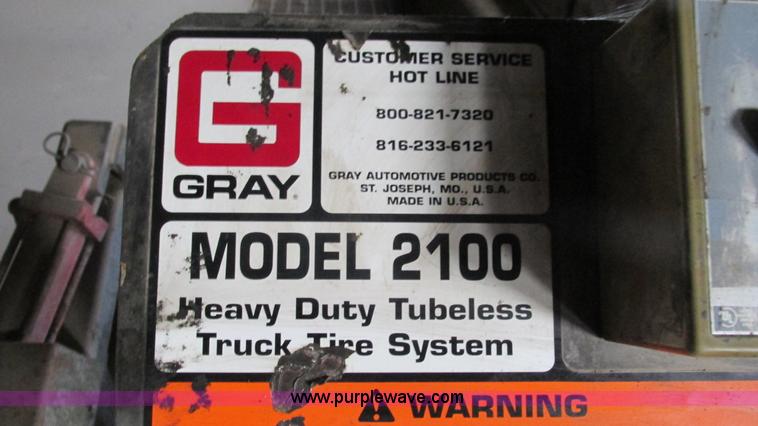 G
GRAY
CUSTOMER SERVICE
HOT LINE
800-821-7320
816-233-6121
GRAY AUTOMOTIVE PRODUCTS CO.
ST. JOSEPH, MO., U.S.A.
MADE IN U.S.A.
MODEL 2100
Heavy Duty Tubeless
Truck Tire System
WARNING
www.purplewave.com